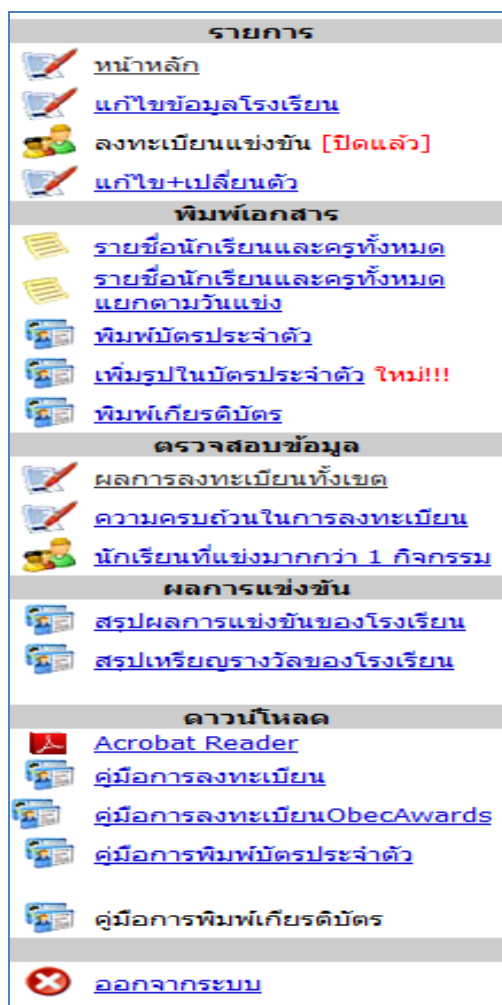 รายการ
หน้าหลัก
แก้ไขข้อมูลโรงเรียน
ลงทะเบียนแข่งขัน [ปิดแล้ว]
แก้ไข+เปลี่ยนตัว
พิมพ์เอกสาร
รายชื่อนักเรียนและครูทั้งหมด
รายชื่อนักเรียนและครูทั้งหมด
แยกตามวันแข่ง
พิมพ์บัตรประจำตัว
เพิ่มรูปในบัตรประจำตัว ใหม่!!!
พิมพ์เกียรติบัตร
ตรวจสอบข้อมูล
ผลการลงทะเบียนทั้งเขต
ความครบถ้วนในการลงทะเบียน
นักเรียนที่แข่งมากกว่า 1 กิจกรรม
ผลการแข่งขัน
สรุปผลการแข่งขันของโรงเรียน
สรุปเหรียญรางวัลของโรงเรียน
ดาวน์โหลด
Acrobat Reader
คู่มือการลงทะเบียน
คู่มือการลงทะเบียนObecAwards
คู่มือการพิมพ์บัตรประจำตัว
คู่มือการพิมพ์เกียรติบัตร
ออกจากระบบ